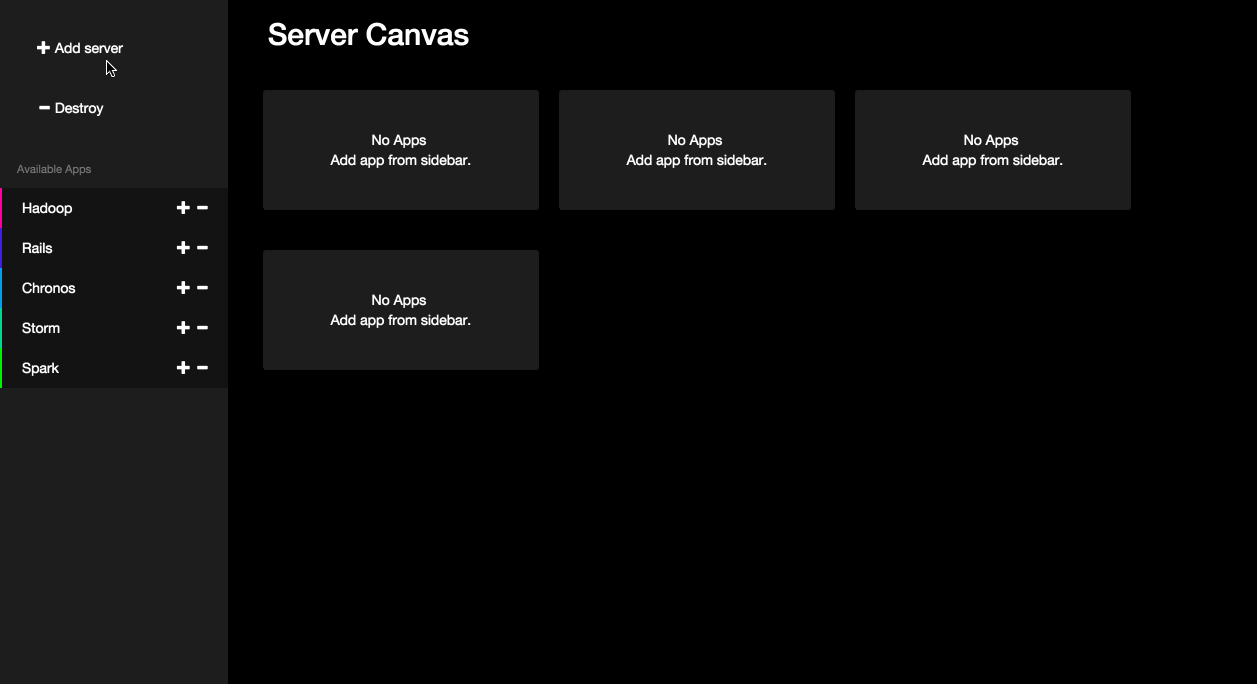 Add server
Destroy
Available Apps
Hadoop
Rails
Chronos
Storm
Spark
Server Canvas
No Apps
Add app from sidebar.
No Apps
Add app from sidebar.
No Apps
Add app from sidebar.
No Apps
Add app from sidebar.